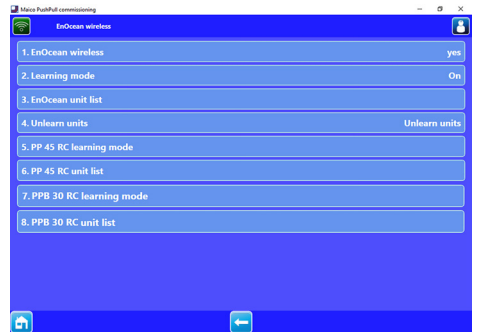 Maico PushPull commissioning
EnOcean wireless
1. EnOcean wireless yes
2. Learning mode On
3. EnOcean unit list
4. Unlearn units Unlearn units
5. PP 45 RC learning mode
6. PP 45 RC unit list
7. PPB 30 RC learning mode
8. PPB 30 RC unit list